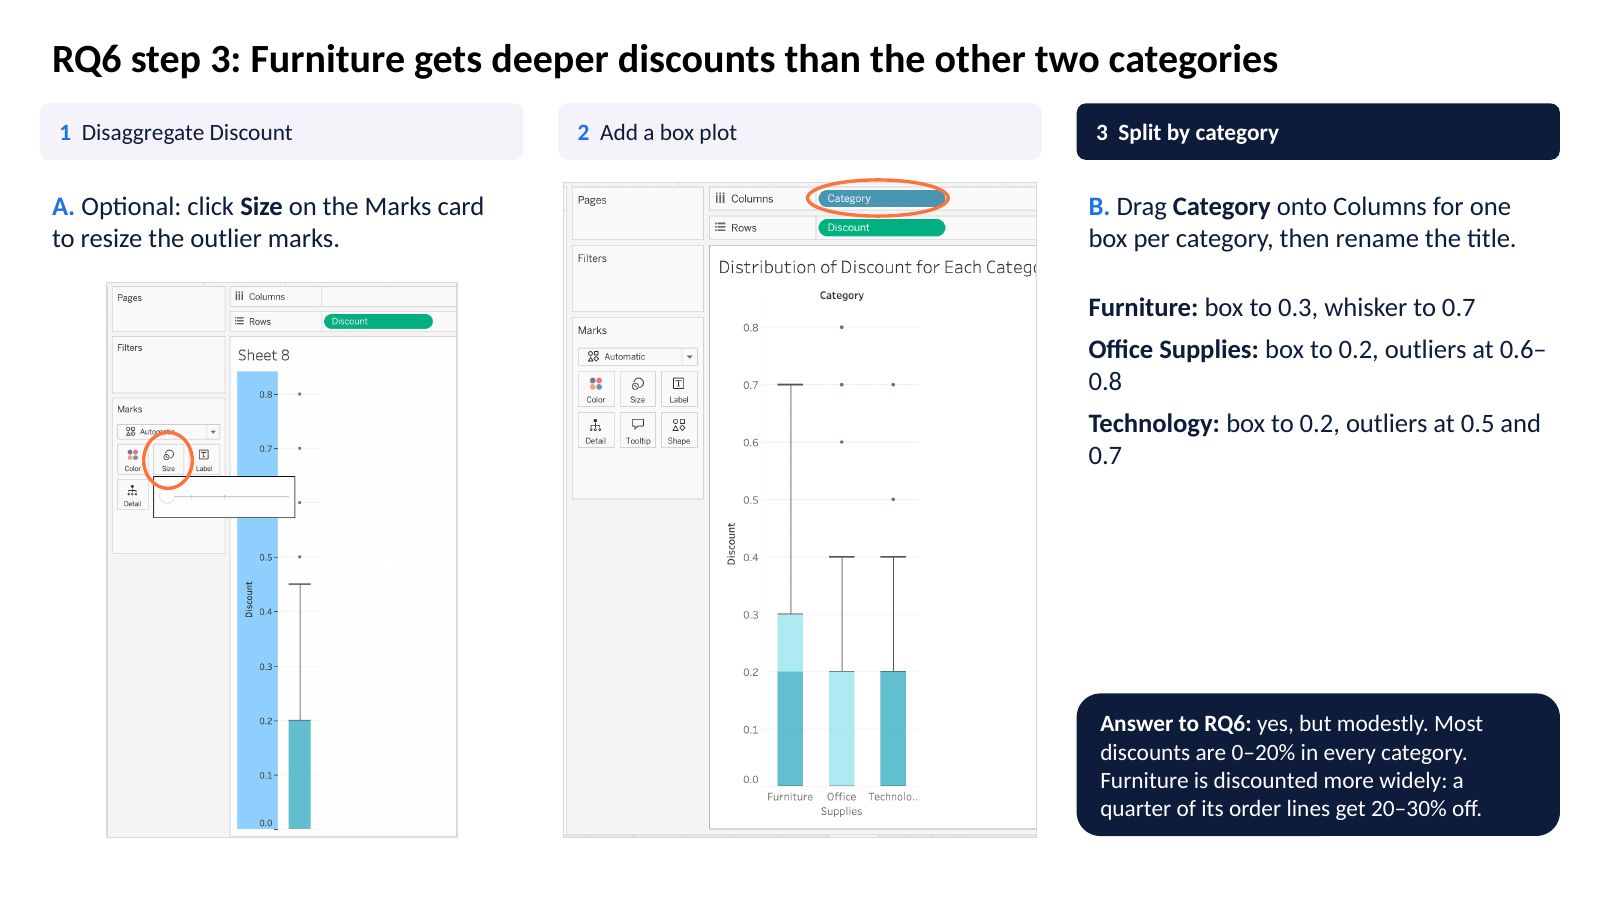 RQ6 step 3: Furniture gets deeper discounts than the other two categories
1 Disaggregate Discount
2 Add a box plot
3 Split by category
A. Optional: click Size on the Marks card
to resize the outlier marks.
Pages
Columns
Rows
Discount
Filters
Sheet 8
Marks
Automatic
Color
Size
Label
Detail
Discount
0.8
0.7
0.5
0.4
0.3
0.2
0.1
0.0
Pages
Columns
Category
Rows
Discount
Filters
Distribution of Discount for Each Catego
Category
Marks
Automatic
Color
Size
Label
Detail
Tooltip
Shape
Discount
0.8
0.7
0.6
0.5
0.4
0.3
0.2
0.1
0.0
Furniture
Office
Supplies
Technolo..
B. Drag Category onto Columns for one
box per category, then rename the title.
Furniture: box to 0.3, whisker to 0.7
Office Supplies: box to 0.2, outliers at 0.6–
0.8
Technology: box to 0.2, outliers at 0.5 and
0.7
Answer to RQ6: yes, but modestly. Most
discounts are 0–20% in every category.
Furniture is discounted more widely: a
quarter of its order lines get 20–30% off.